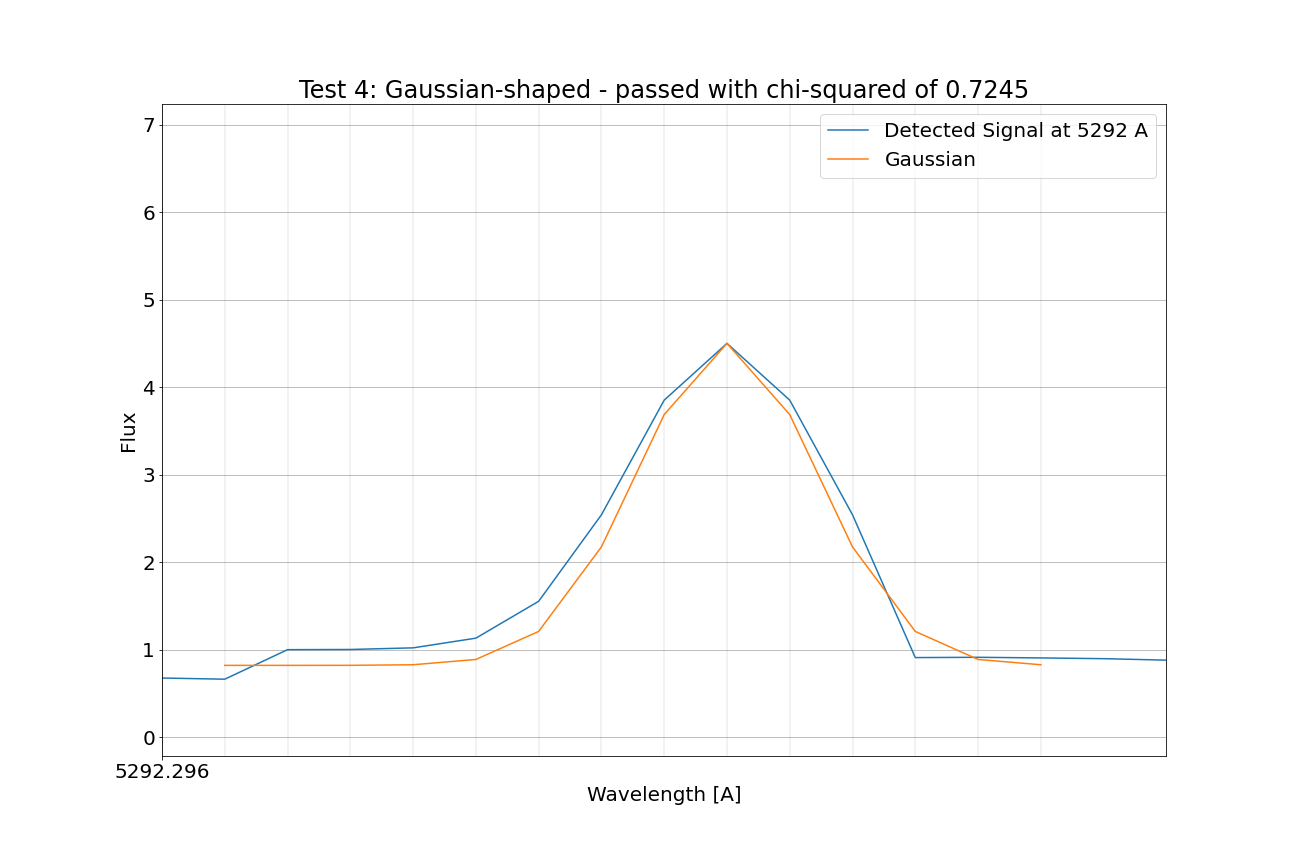 Test 4: Gaussian-shaped - passed with chi-squared of 0.7245
Detected Signal at 5292 A
Gaussian
7
6
5
4
3
2
1
0
Flux
5292.296
Wavelength [A]